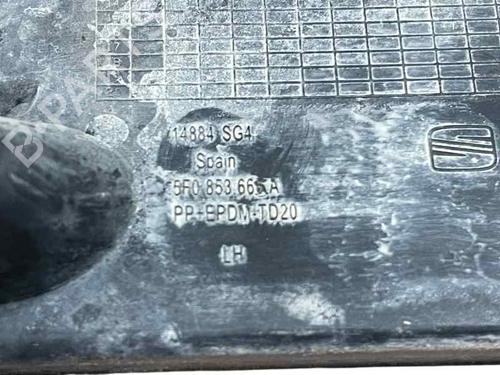 14884 SG4
Spain
5F0 853 665 A
PP+EPDM-TD20
LH